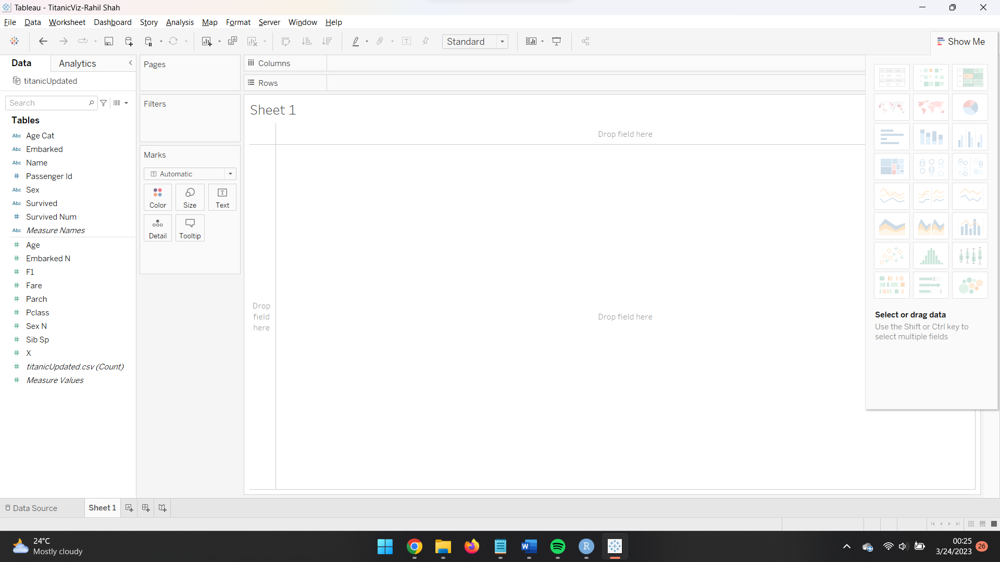 Tableau - TitanicViz-Rahil Shah
File Data Worksheet Dashboard Story Analysis Map Format Server Window Help
Standard
Show Me
Data Analytics
titanicUpdated
Search
Tables
Abc Age Cat
Abc Embarked
Abc Name
# Passenger Id
Abc Sex
Abc Survived
# Survived Num
Abc Measure Names
# Age
# Embarked N
# F1
# Fare
# Parch
# Pclass
# Sex N
# Sib Sp
# X
# titanicUpdated.csv (Count)
# Measure Values
Pages
Filters
Marks
T Automatic
Color Size T Text
Detail Tooltip
Columns
Rows
Sheet 1
Drop field here
Drop
field
here
Drop field here
Select or drag data
Use the Shift or Ctrl key to
select multiple fields
Data Source Sheet 1
24°C
Mostly cloudy
W
R
00:25
3/24/2023
26